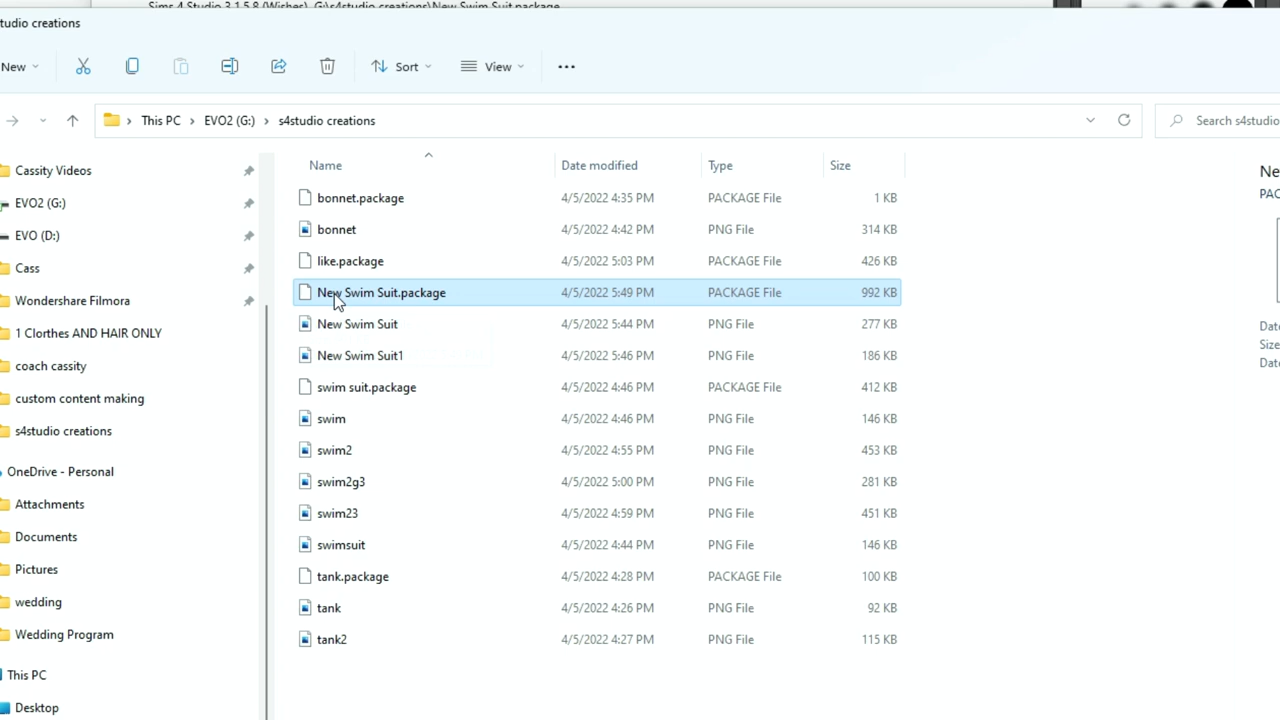 Sims 4 Studio 3.1.5.8 (Wishes) G:\s4studio creations\New Swim Suit.package
tudio creations
New
Sort
View
This PC > EVO2 (G:) > s4studio creations
Search s4studio
Name Date modified Type Size
bonnet.package 4/5/2022 4:35 PM PACKAGE File 1 KB
bonnet 4/5/2022 4:42 PM PNG File 314 KB
like.package 4/5/2022 5:03 PM PACKAGE File 426 KB
New Swim Suit.package 4/5/2022 5:49 PM PACKAGE File 992 KB
New Swim Suit 4/5/2022 5:44 PM PNG File 277 KB
New Swim Suit1 4/5/2022 5:46 PM PNG File 186 KB
swim suit.package 4/5/2022 4:46 PM PACKAGE File 412 KB
swim 4/5/2022 4:46 PM PNG File 146 KB
swim2 4/5/2022 4:55 PM PNG File 453 KB
swim2g3 4/5/2022 5:00 PM PNG File 281 KB
swim23 4/5/2022 4:59 PM PNG File 451 KB
swimsuit 4/5/2022 4:44 PM PNG File 146 KB
tank.package 4/5/2022 4:28 PM PACKAGE File 100 KB
tank 4/5/2022 4:26 PM PNG File 92 KB
tank2 4/5/2022 4:27 PM PNG File 115 KB
Cassity Videos
EVO2 (G:)
EVO (D:)
Cass
Wondershare Filmora
1 Clorthes AND HAIR ONLY
coach cassity
custom content making
s4studio creations
OneDrive - Personal
Attachments
Documents
Pictures
wedding
Wedding Program
This PC
Desktop
Ne
PAC
Date
Size
Date